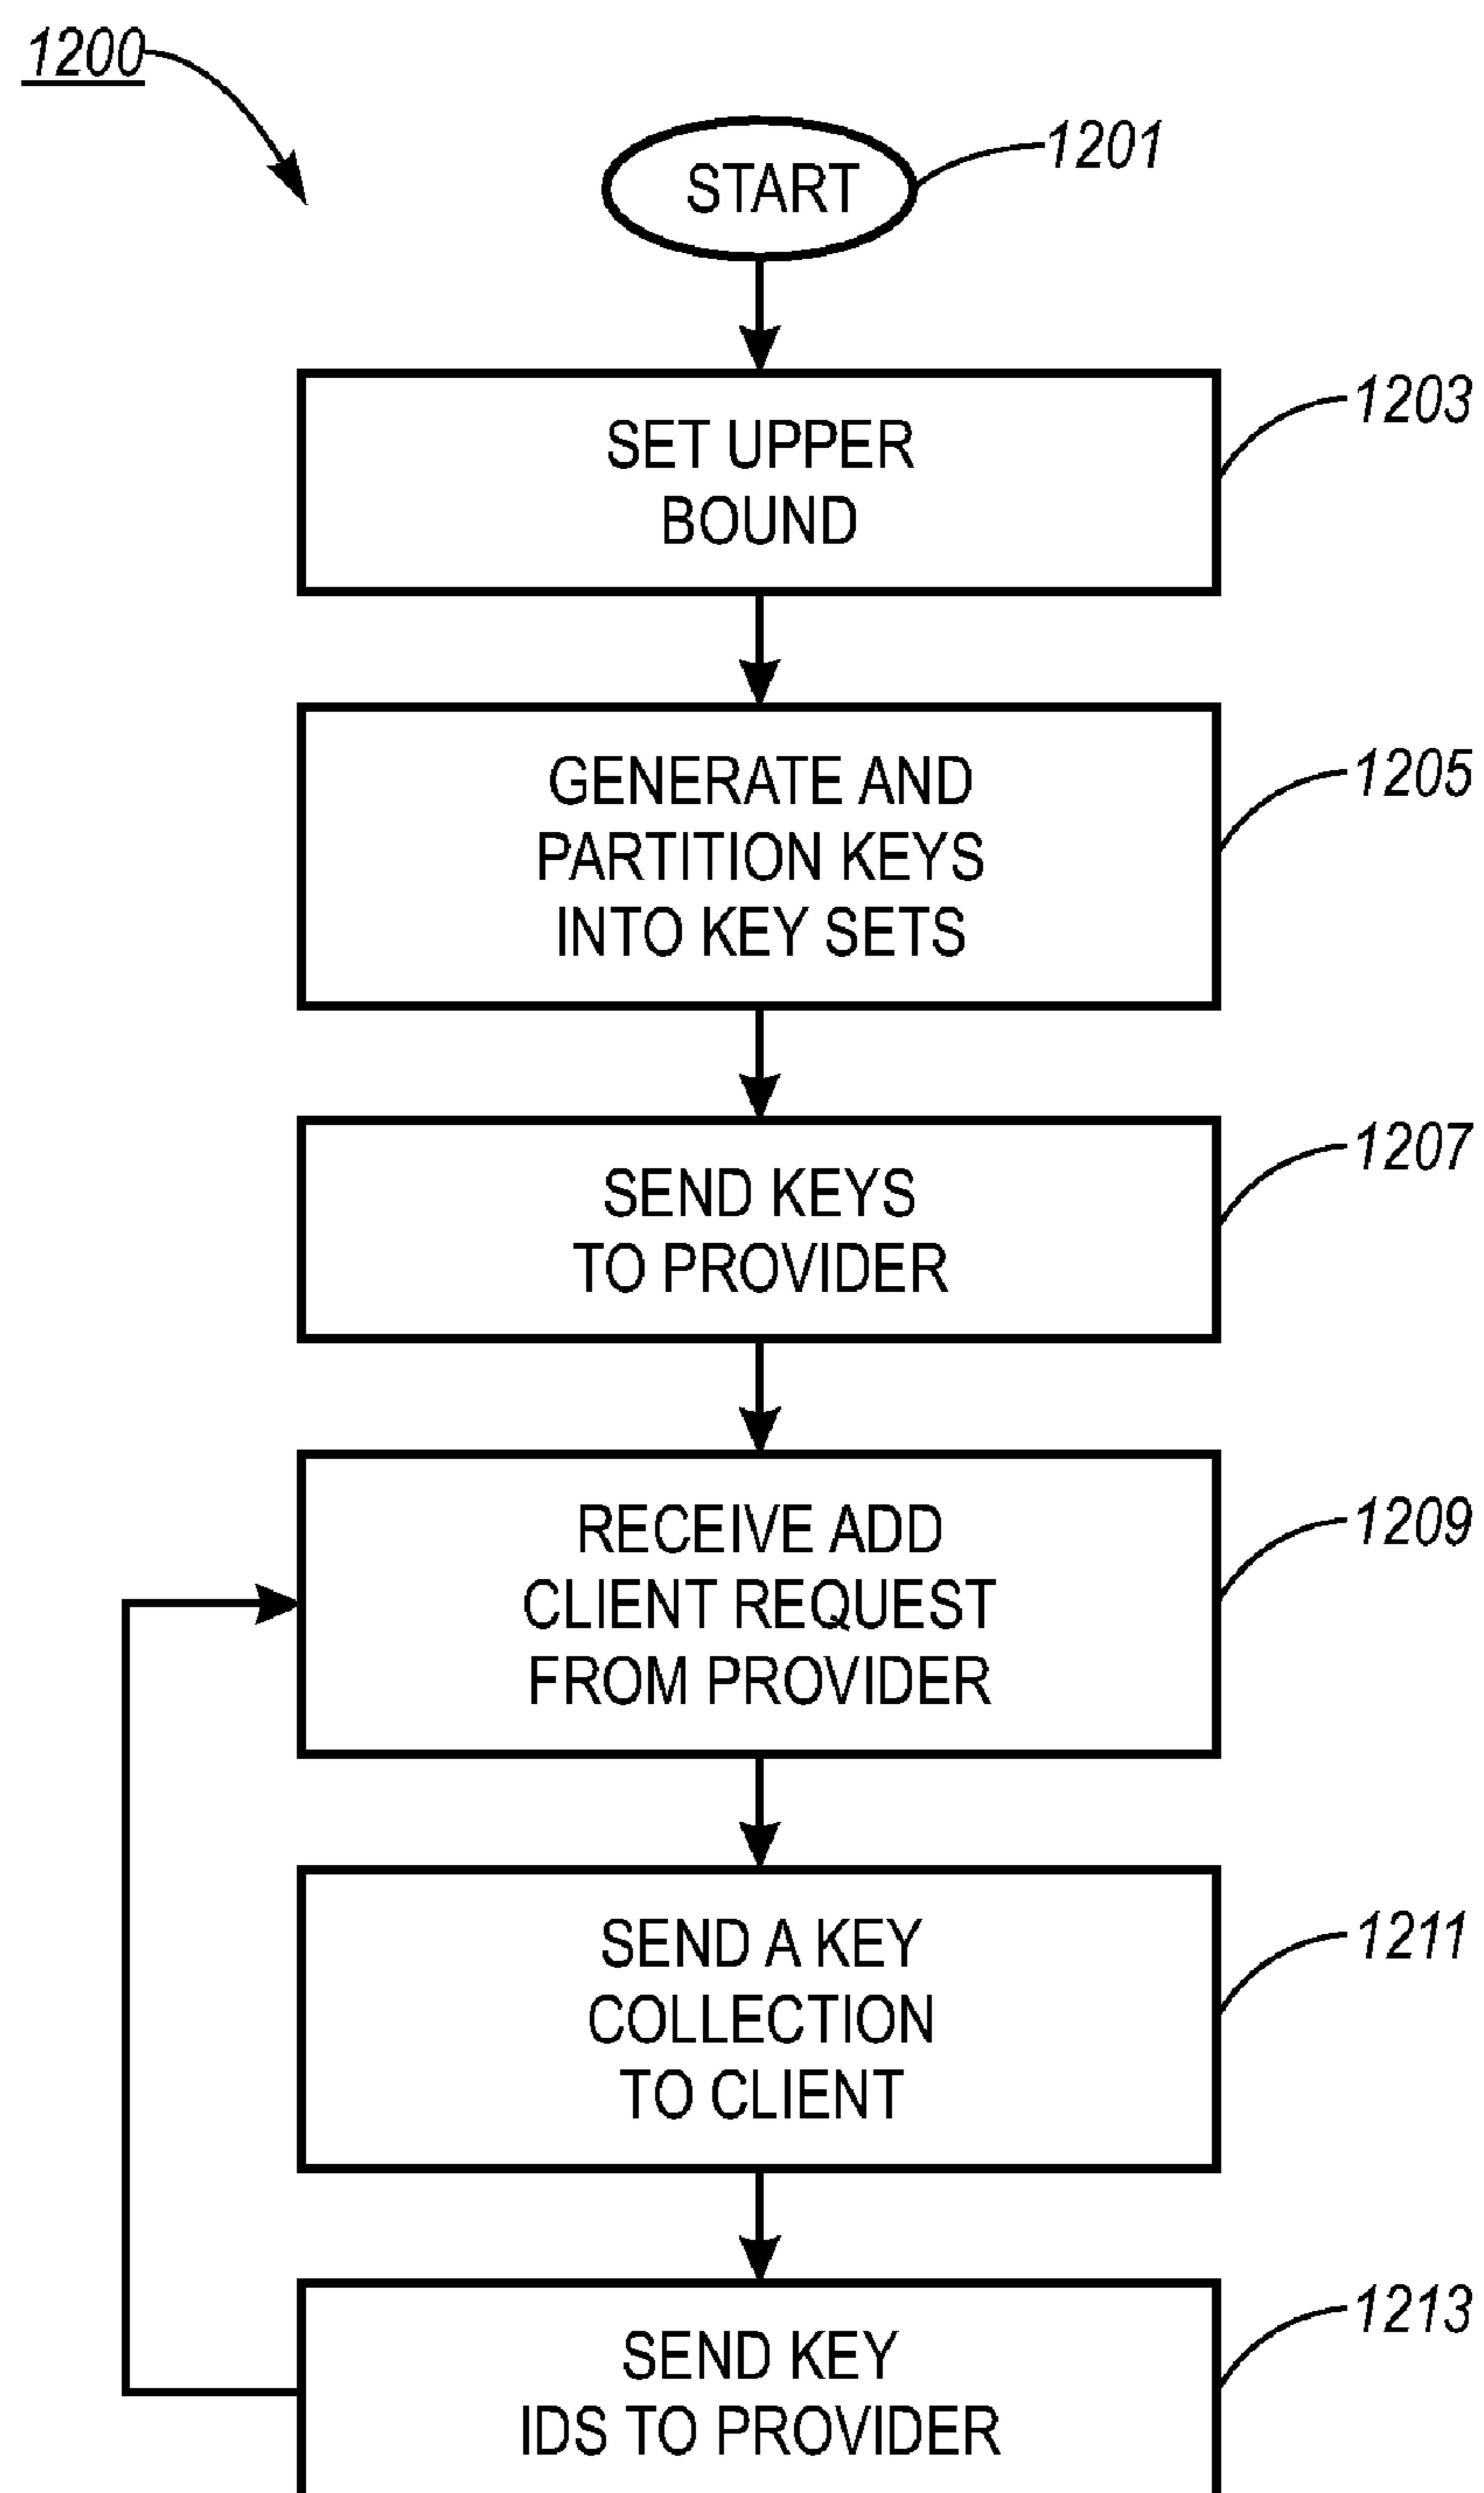 1200
START
1201
SET UPPER
BOUND
1203
GENERATE AND
PARTITION KEYS
INTO KEY SETS
1205
SEND KEYS
TO PROVIDER
1207
RECEIVE ADD
CLIENT REQUEST
FROM PROVIDER
1209
SEND A KEY
COLLECTION
TO CLIENT
1211
SEND KEY
IDS TO PROVIDER
1213